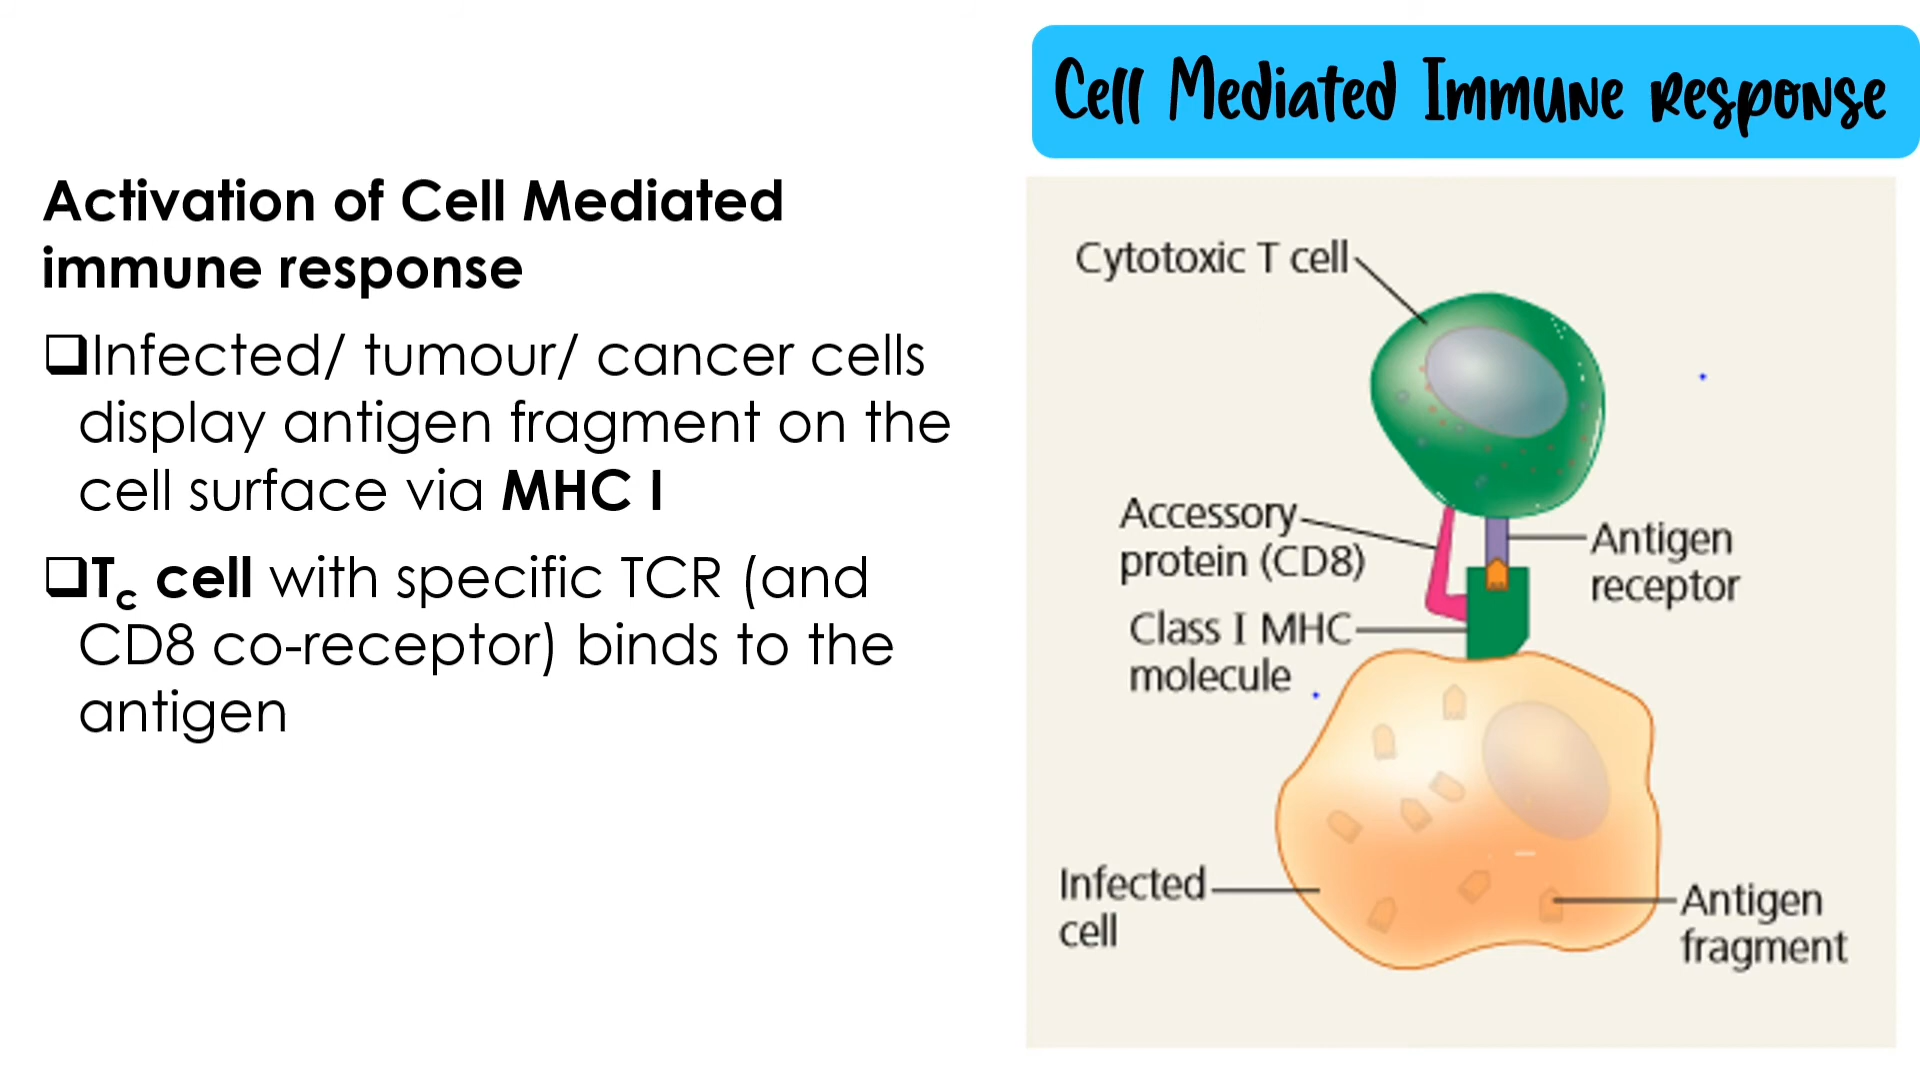 Cell Mediated Immune response
Activation of Cell Mediated
immune response
❑Infected/ tumour/ cancer cells
display antigen fragment on the
cell surface via MHC I
❑Tc cell with specific TCR (and
CD8 co-receptor) binds to the
antigen
Cytotoxic T cell
Accessory
protein (CD8)
Antigen
receptor
Class I MHC
molecule
Infected
cell
Antigen
fragment